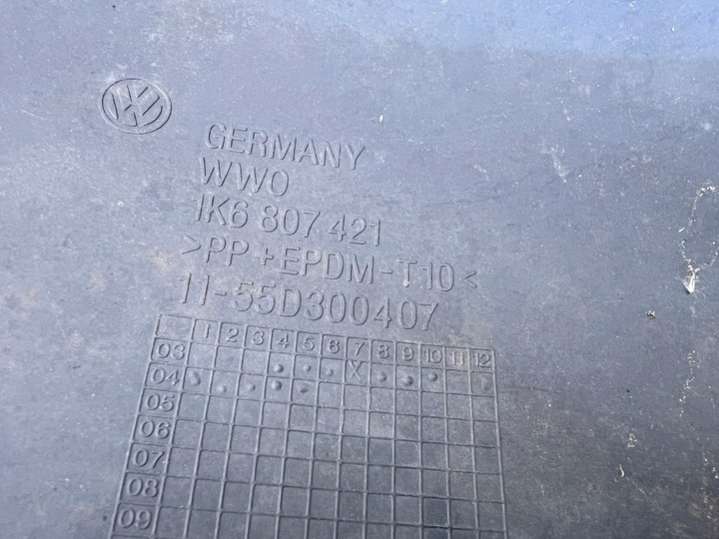 VW
GERMANY
WWO
1K6 807 421
>PP+EPDM-T10<
11-55D300407
1 2 3 4 5 6 7 8 9 10 11 12
03 X
04
05
06
07
08
09